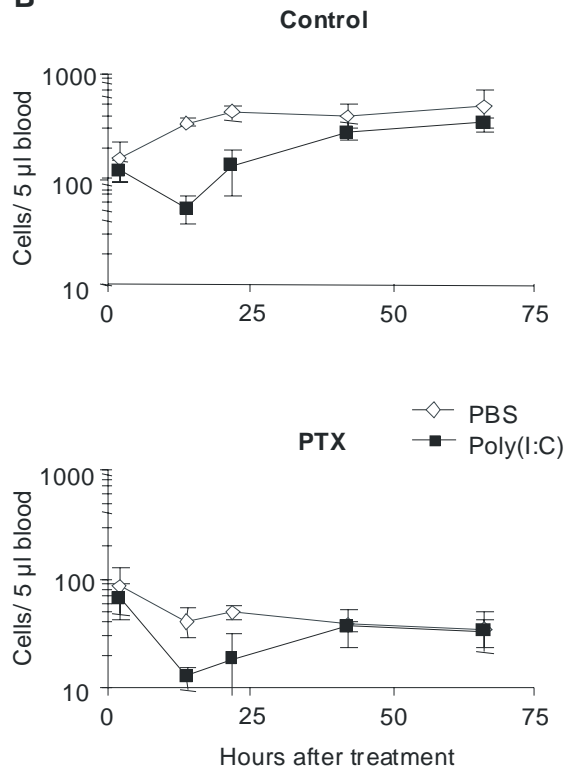 B
Control
1000
100
10
Cells/ 5 µl blood
0 25 50 75
PBS
Poly(I:C)
PTX
1000
100
10
Cells/ 5 µl blood
0 25 50 75
Hours after treatment